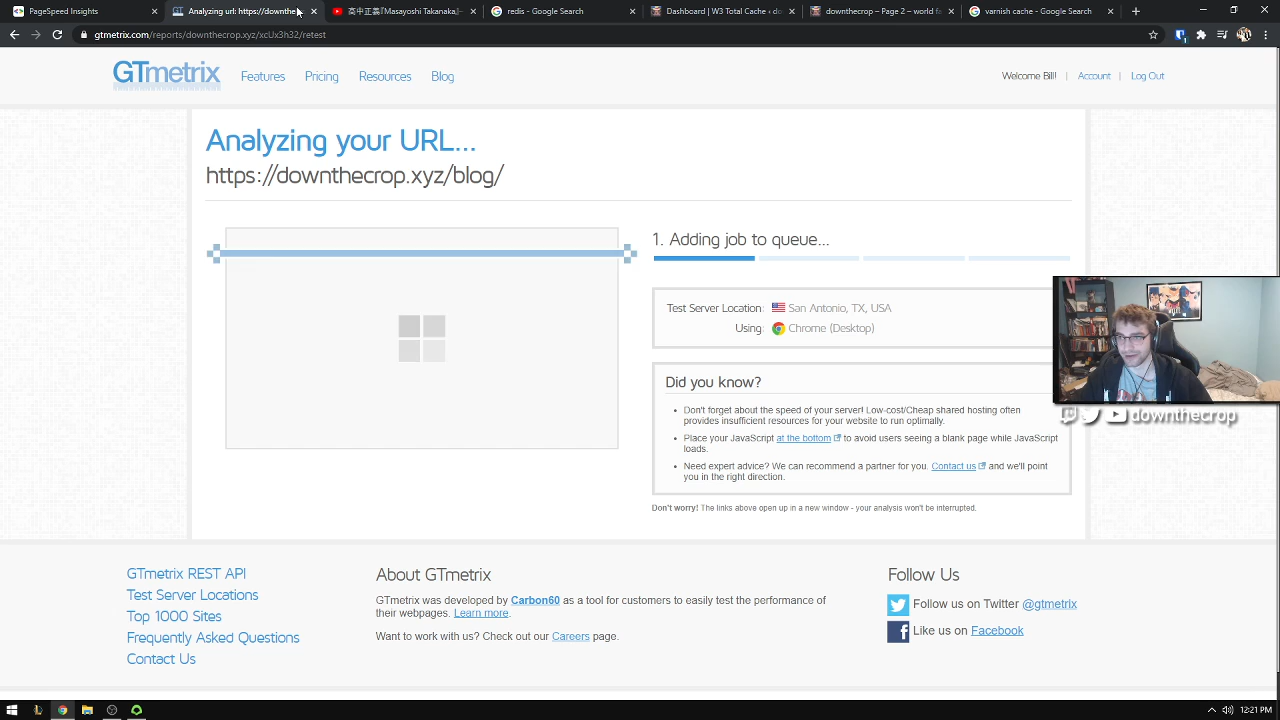 PageSpeed Insights
Analyzing url: https://downthe
高中正義『Masayoshi Takanaka』
redis - Google Search
Dashboard | W3 Total Cache ‹ do
downthecrop – Page 2 – world fa
varnish cache - Google Search
gtmetrix.com/reports/downthecrop.xyz/xcUx3h32/retest
GTmetrix
Features
Pricing
Resources
Blog
Welcome Bill! | Account | Log Out
Analyzing your URL...
https://downthecrop.xyz/blog/
1. Adding job to queue...
Test Server Location: San Antonio, TX, USA
Using: Chrome (Desktop)
Did you know?
• Don't forget about the speed of your server! Low-cost/Cheap shared hosting often
provides insufficient resources for your website to run optimally.
• Place your JavaScript at the bottom to avoid users seeing a blank page while JavaScript
loads.
• Need expert advice? We can recommend a partner for you. Contact us and we'll point
you in the right direction.
Don't worry! The links above open up in a new window - your analysis won't be interrupted.
downthecrop
GTmetrix REST API
Test Server Locations
Top 1000 Sites
Frequently Asked Questions
Contact Us
About GTmetrix
GTmetrix was developed by Carbon60 as a tool for customers to easily test the performance of
their webpages. Learn more.
Want to work with us? Check out our Careers page.
Follow Us
Follow us on Twitter @gtmetrix
Like us on Facebook
12:21 PM